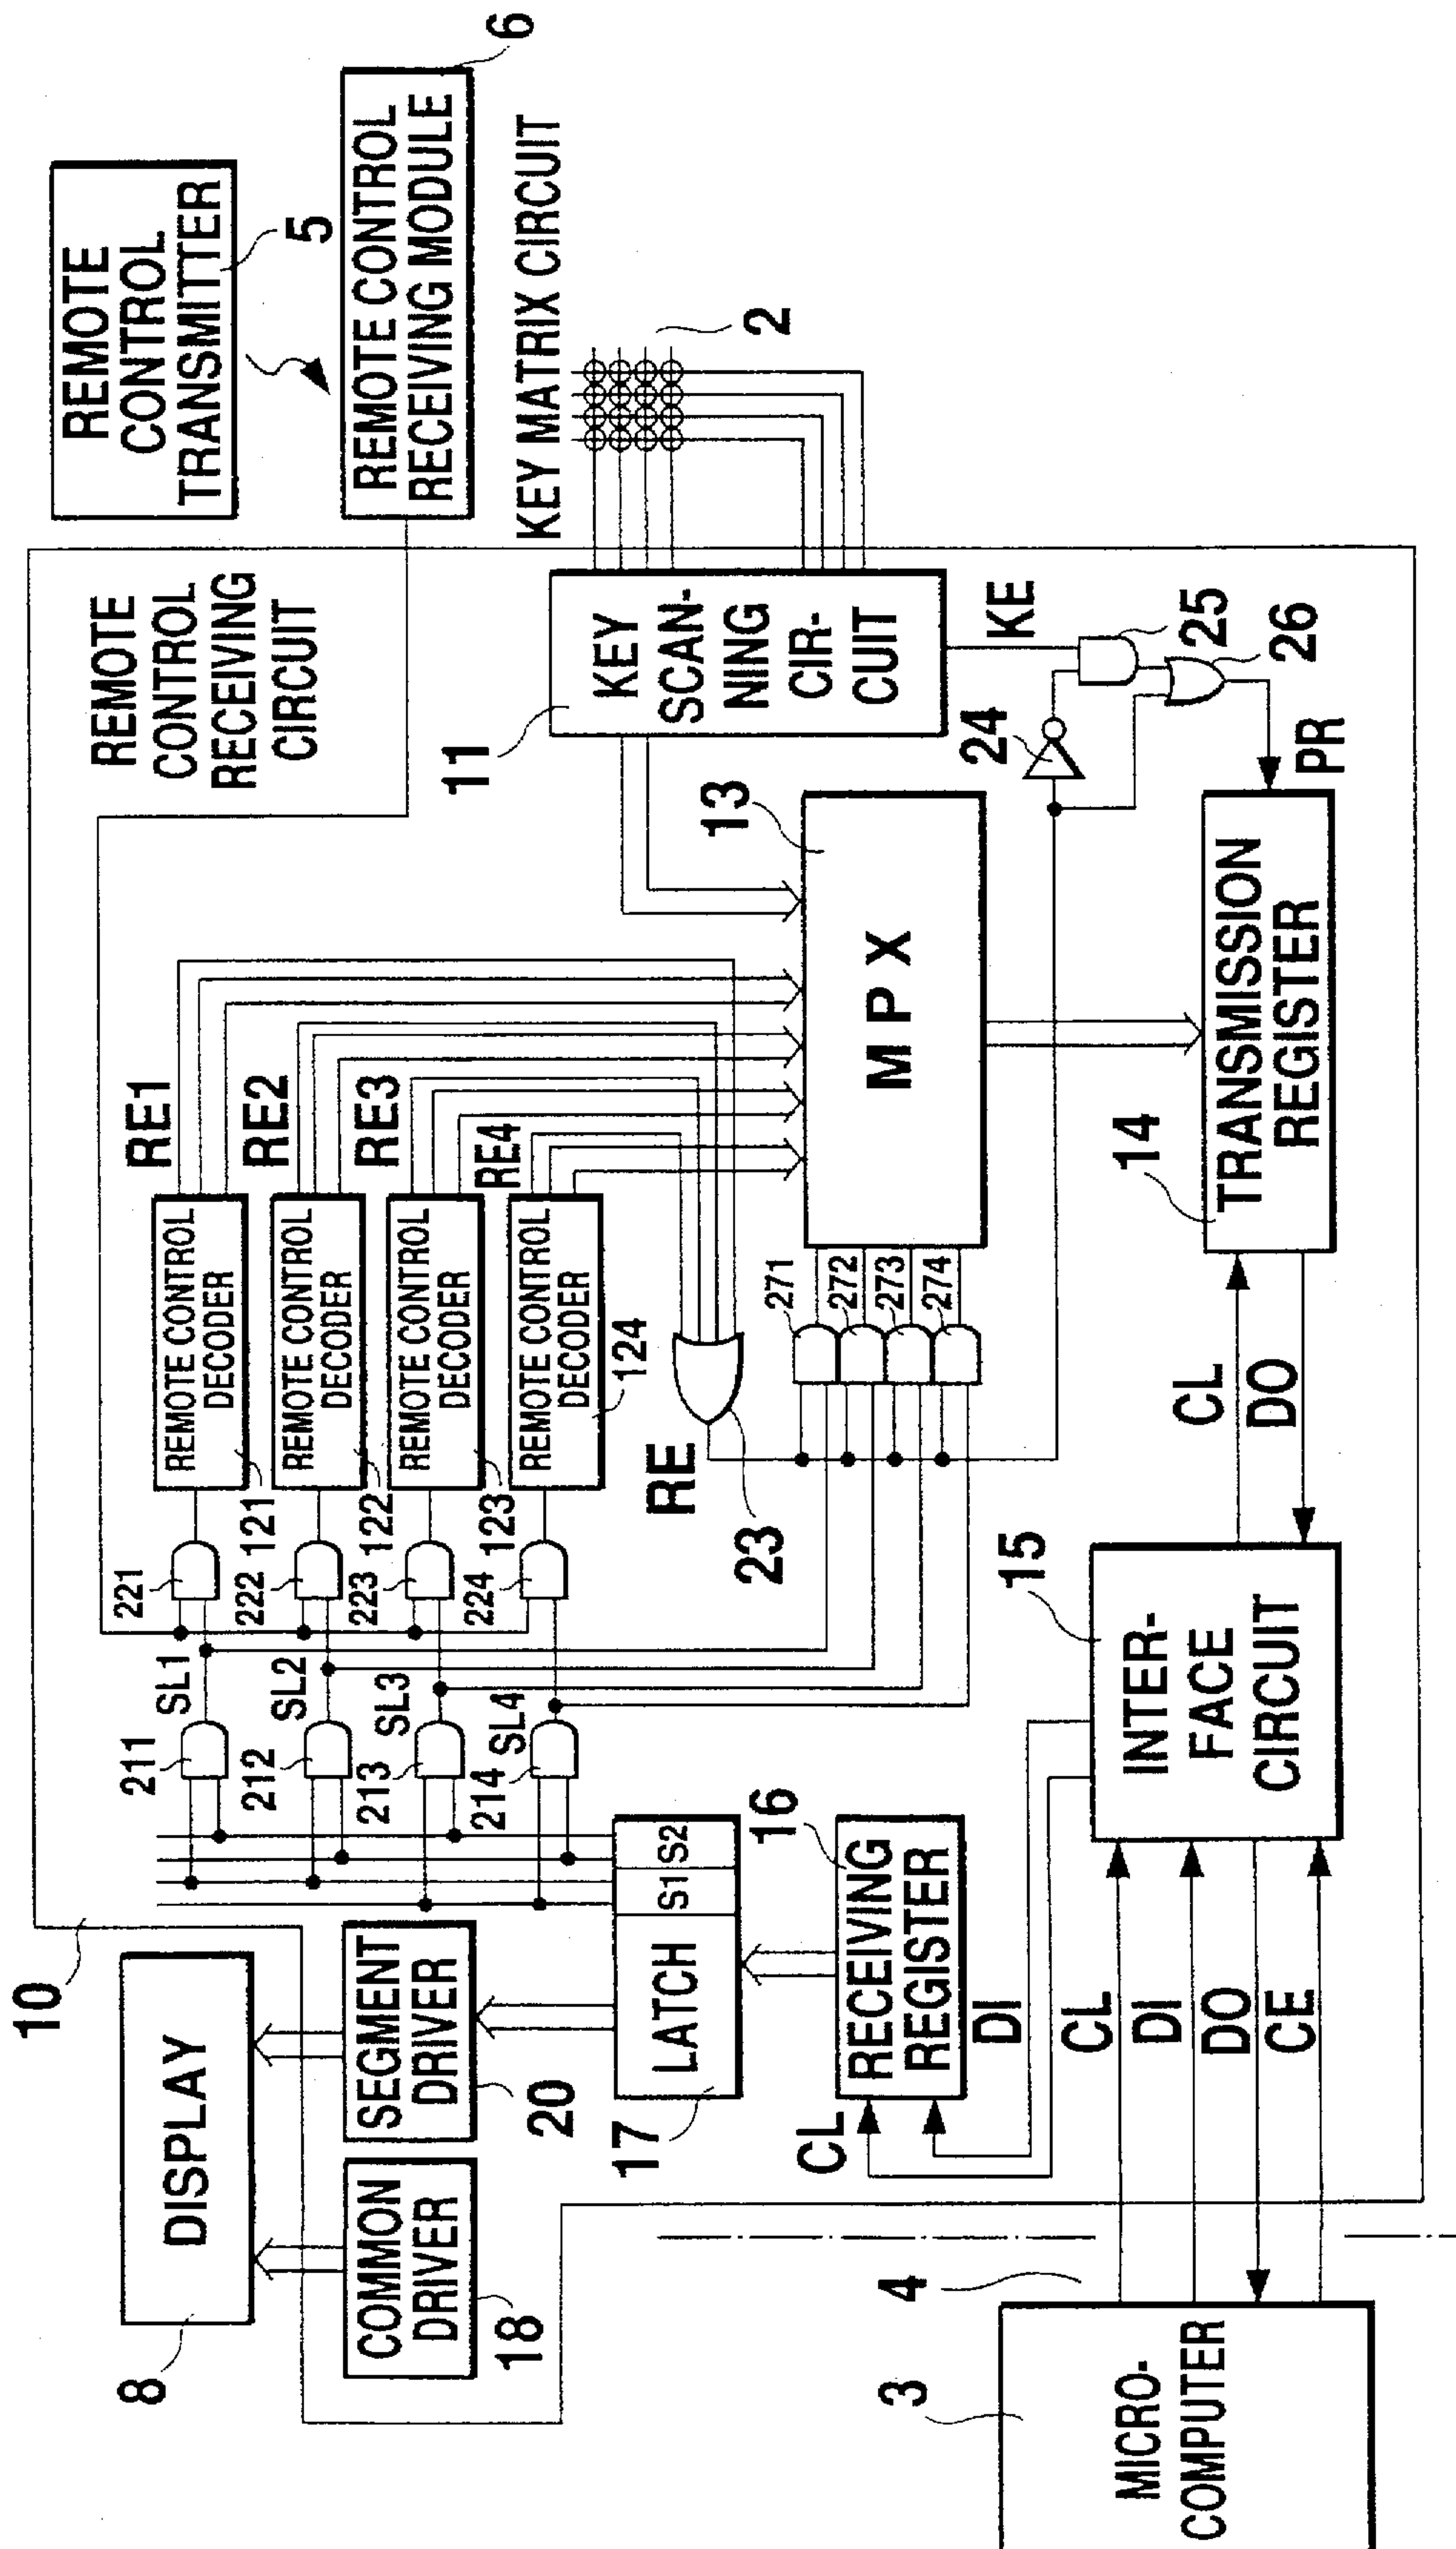 10
8
DISPLAY
COMMON
DRIVER
18
SEGMENT
DRIVER
20
LATCH
S1
S2
17
RECEIVING
REGISTER
16
CL
DI
211
212
213
214
SL1
SL2
SL3
SL4
221
222
223
224
REMOTE CONTROL
DECODER
121
REMOTE CONTROL
DECODER
122
REMOTE CONTROL
DECODER
123
REMOTE CONTROL
DECODER
124
RE1
RE2
RE3
RE4
RE
23
271
272
273
274
M P X
13
REMOTE
CONTROL
RECEIVING
CIRCUIT
REMOTE
CONTROL
TRANSMITTER
5
REMOTE CONTROL
RECEIVING MODULE
6
KEY MATRIX CIRCUIT
2
KEY
SCAN-
NING
CIR-
CUIT
11
KE
24
25
26
PR
TRANSMISSION
REGISTER
14
CL
DO
INTER-
FACE
CIRCUIT
15
CL
DI
DO
CE
4
3
MICRO-
COMPUTER